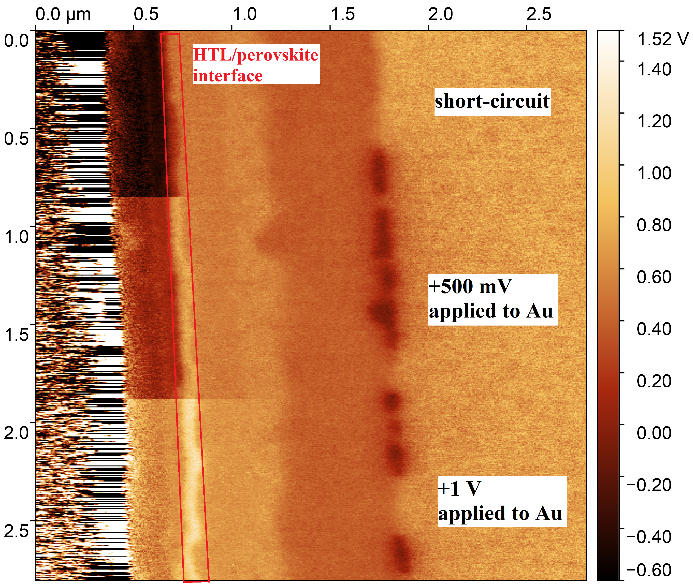 0.0 µm 0.5 1.0 1.5 2.0 2.5
0.0
0.5
1.0
1.5
2.0
2.5
HTL/perovskite
interface
short-circuit
+500 mV
applied to Au
+1 V
applied to Au
1.52 V
1.40
1.20
1.00
0.80
0.60
0.40
0.20
0.00
−0.20
−0.40
−0.60